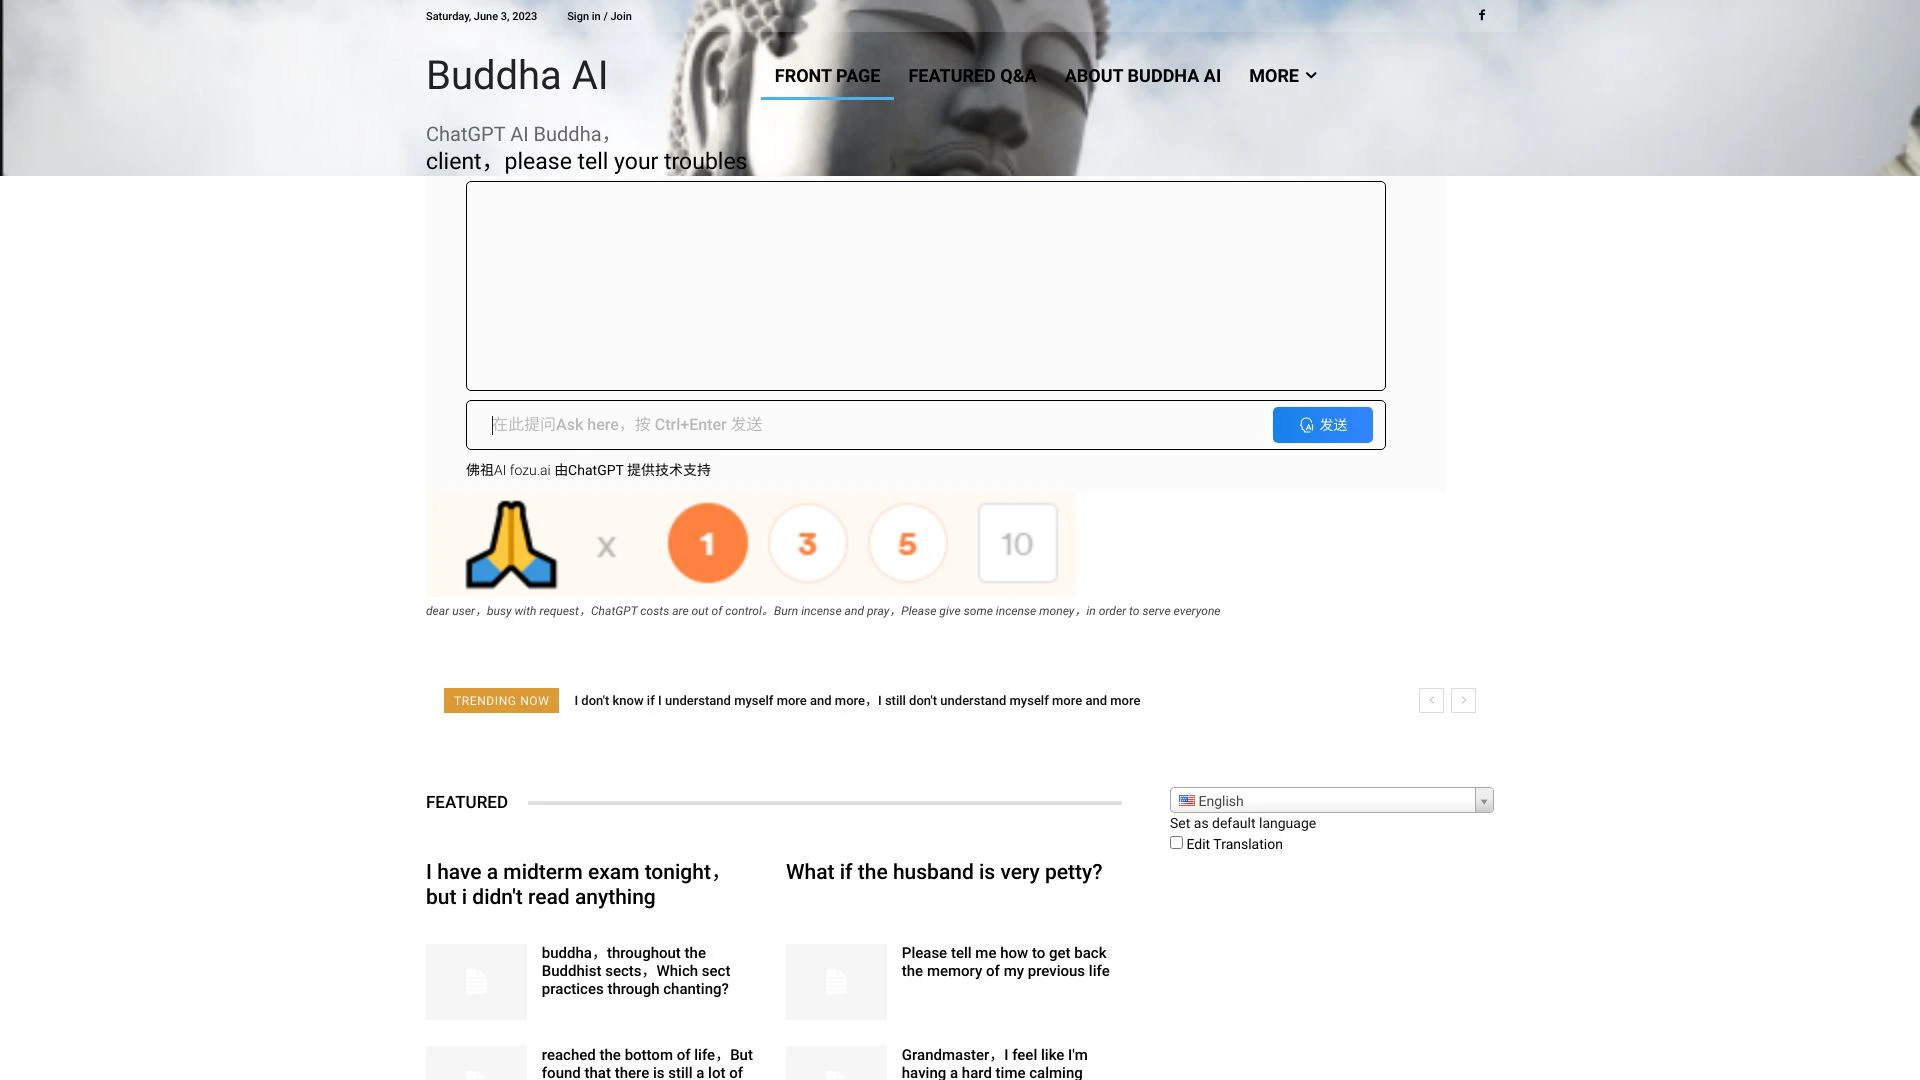 Saturday, June 3, 2023
Sign in / Join
Buddha AI
FRONT PAGE
FEATURED Q&A
ABOUT BUDDHA AI
MORE
ChatGPT AI Buddha，
client，please tell your troubles
在此提问Ask here，按 Ctrl+Enter 发送
AI 发送
佛祖AI fozu.ai 由ChatGPT 提供技术支持
x 1 3 5 10
dear user，busy with request，ChatGPT costs are out of control。Burn incense and pray，Please give some incense money，in order to serve everyone
TRENDING NOW
I don't know if I understand myself more and more，I still don't understand myself more and more
FEATURED
English
Set as default language
Edit Translation
I have a midterm exam tonight，
but i didn't read anything
What if the husband is very petty?
buddha，throughout the
Buddhist sects，Which sect
practices through chanting?
Please tell me how to get back
the memory of my previous life
reached the bottom of life，But
found that there is still a lot of
Grandmaster，I feel like I'm
having a hard time calming